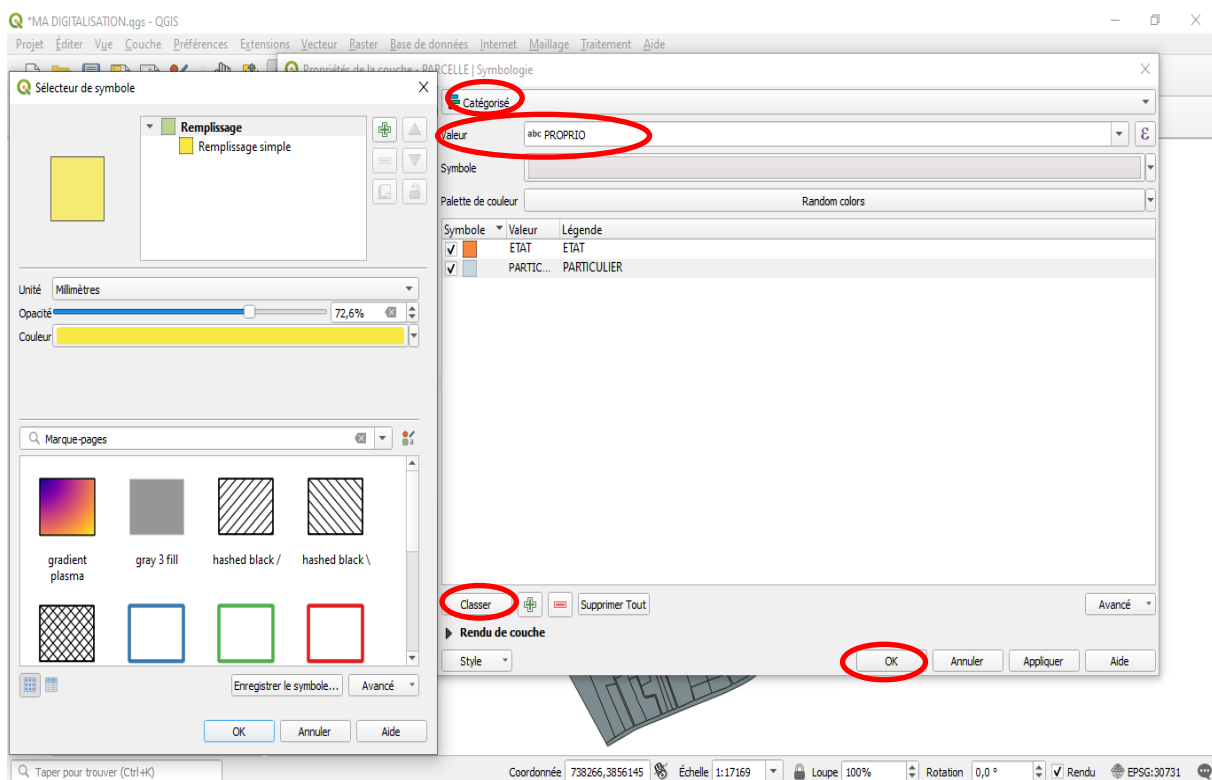 *MA DIGITALISATION.qgs - QGIS
Projet Éditer Vue Couche Préférences Extensions Vecteur Raster Base de données Internet Maillage Traitement Aide
Propriétés de la couche - PARCELLE | Symbologie
Sélecteur de symbole
Remplissage
Remplissage simple
Unité Milimètres
Opacité 72,6%
Couleur
Marque-pages
gradient plasma
gray 3 fill
hashed black /
hashed black \
Enregistrer le symbole... Avancé
OK Annuler Aide
Catégorisé
Valeur abc PROPRIO ε
Symbole
Palette de couleur Random colors
Symbole Valeur Légende
ETAT ETAT
PARTIC... PARTICULIER
Classer Supprimer Tout Avancé
Rendu de couche
Style OK Annuler Appliquer Aide
Taper pour trouver (Ctrl+K) Coordonnée 738266,3856145 Échelle 1:17169 Loupe 100% Rotation 0,0 ° Rendu EPSG:30731